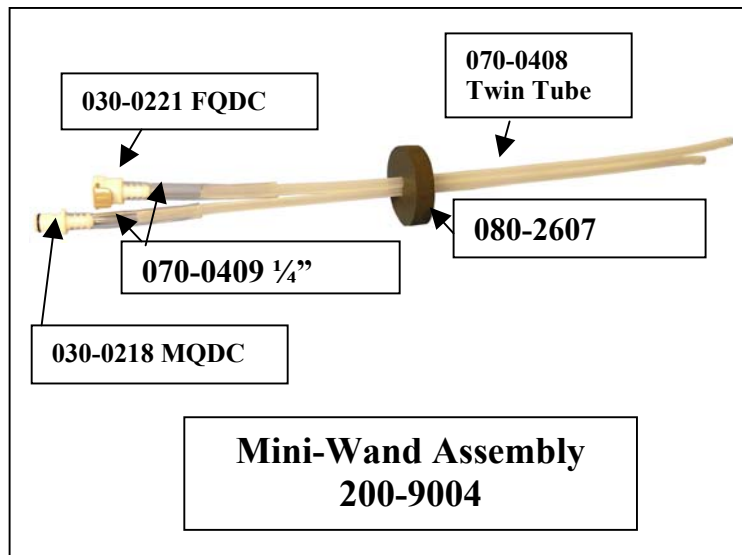 030-0221 FQDC
070-0408
Twin Tube
080-2607
070-0409 ¼”
030-0218 MQDC
Mini-Wand Assembly
200-9004